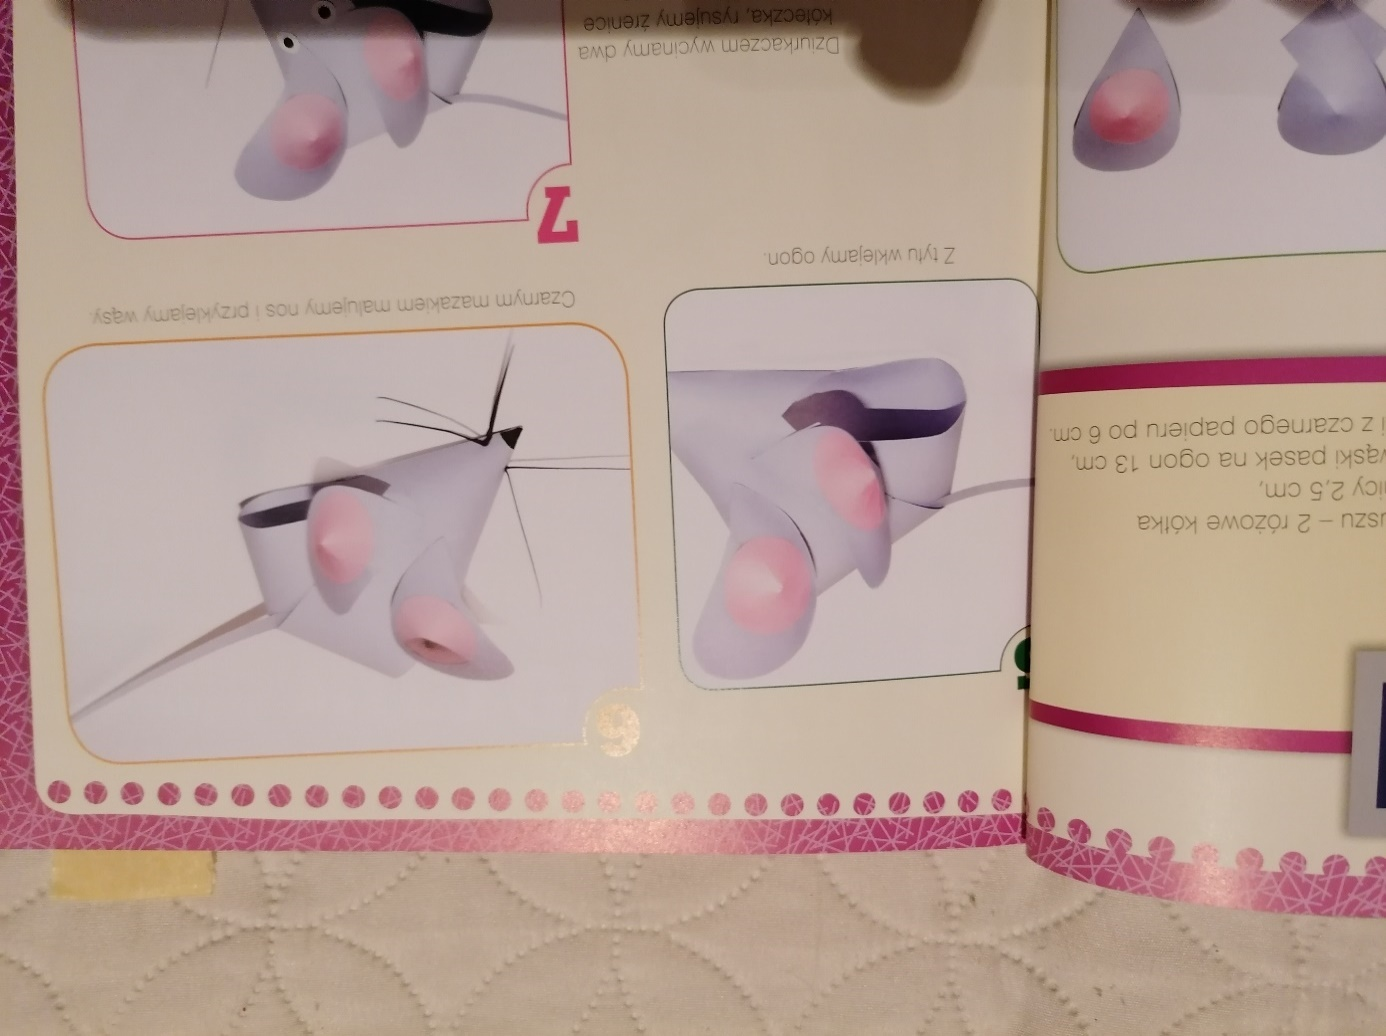 uszu – 2 różowe kółka
2,5 cm,
wąski pasek na ogon 13 cm,
i z czarnego papieru po 6 cm.
Z tyłu wklejamy ogon.
6
Czarnym mazakiem malujemy nos i przyklejamy wąsy.
7
Dziurkaczem wycinamy dwa
kółeczka, rysujemy źrenice